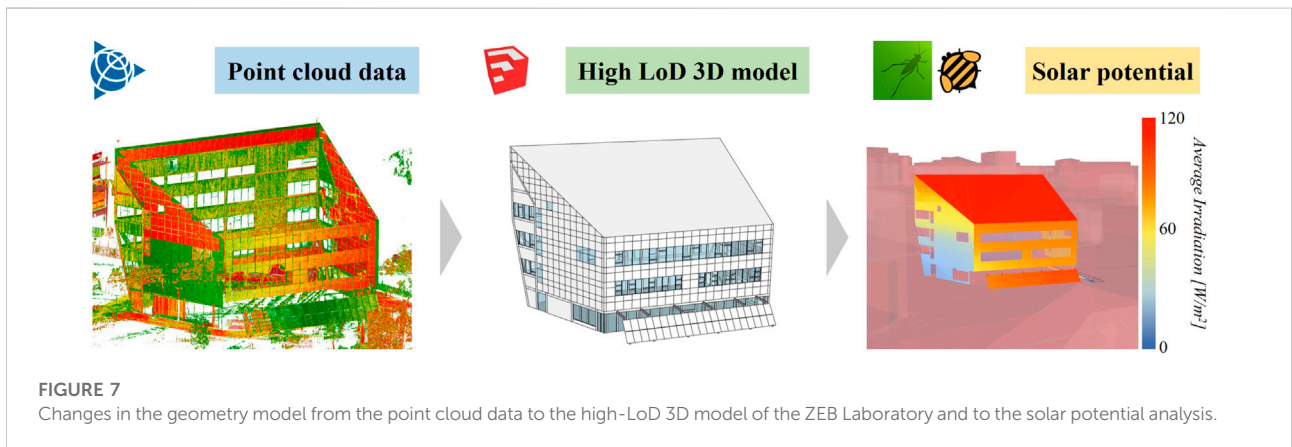 Point cloud data
High LoD 3D model
Solar potential
120
60
0
Average Irradiation [W/m²]
FIGURE 7
Changes in the geometry model from the point cloud data to the high-LoD 3D model of the ZEB Laboratory and to the solar potential analysis.